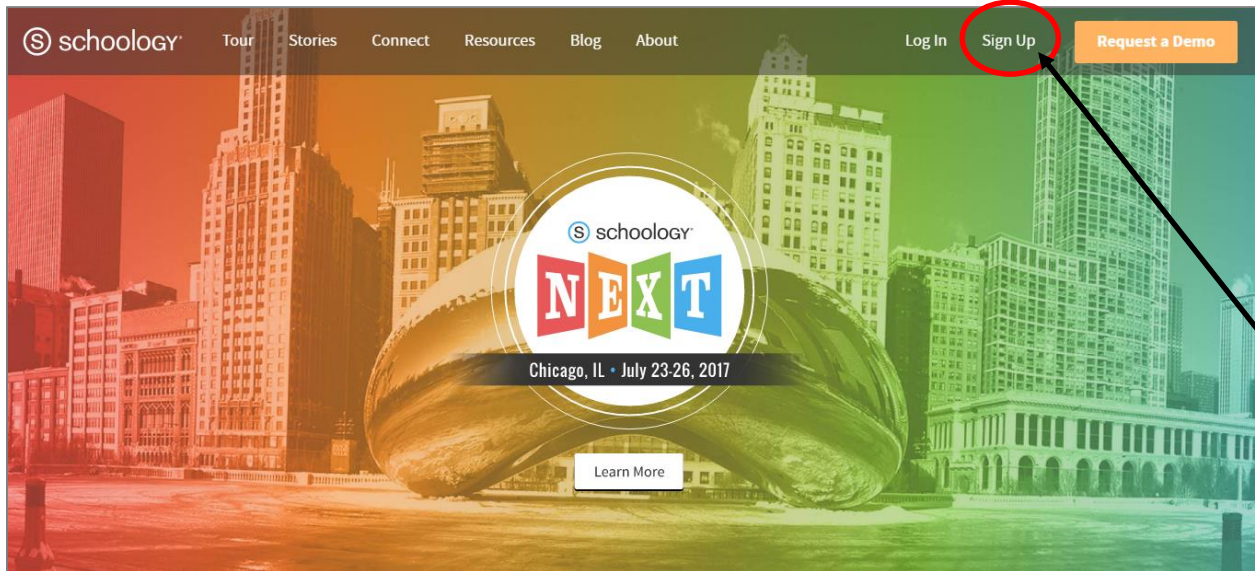 S schoology Tour Stories Connect Resources Blog About Log In Sign Up Request a Demo
S schoology
NEXT
Chicago, IL • July 23-26, 2017
Learn More